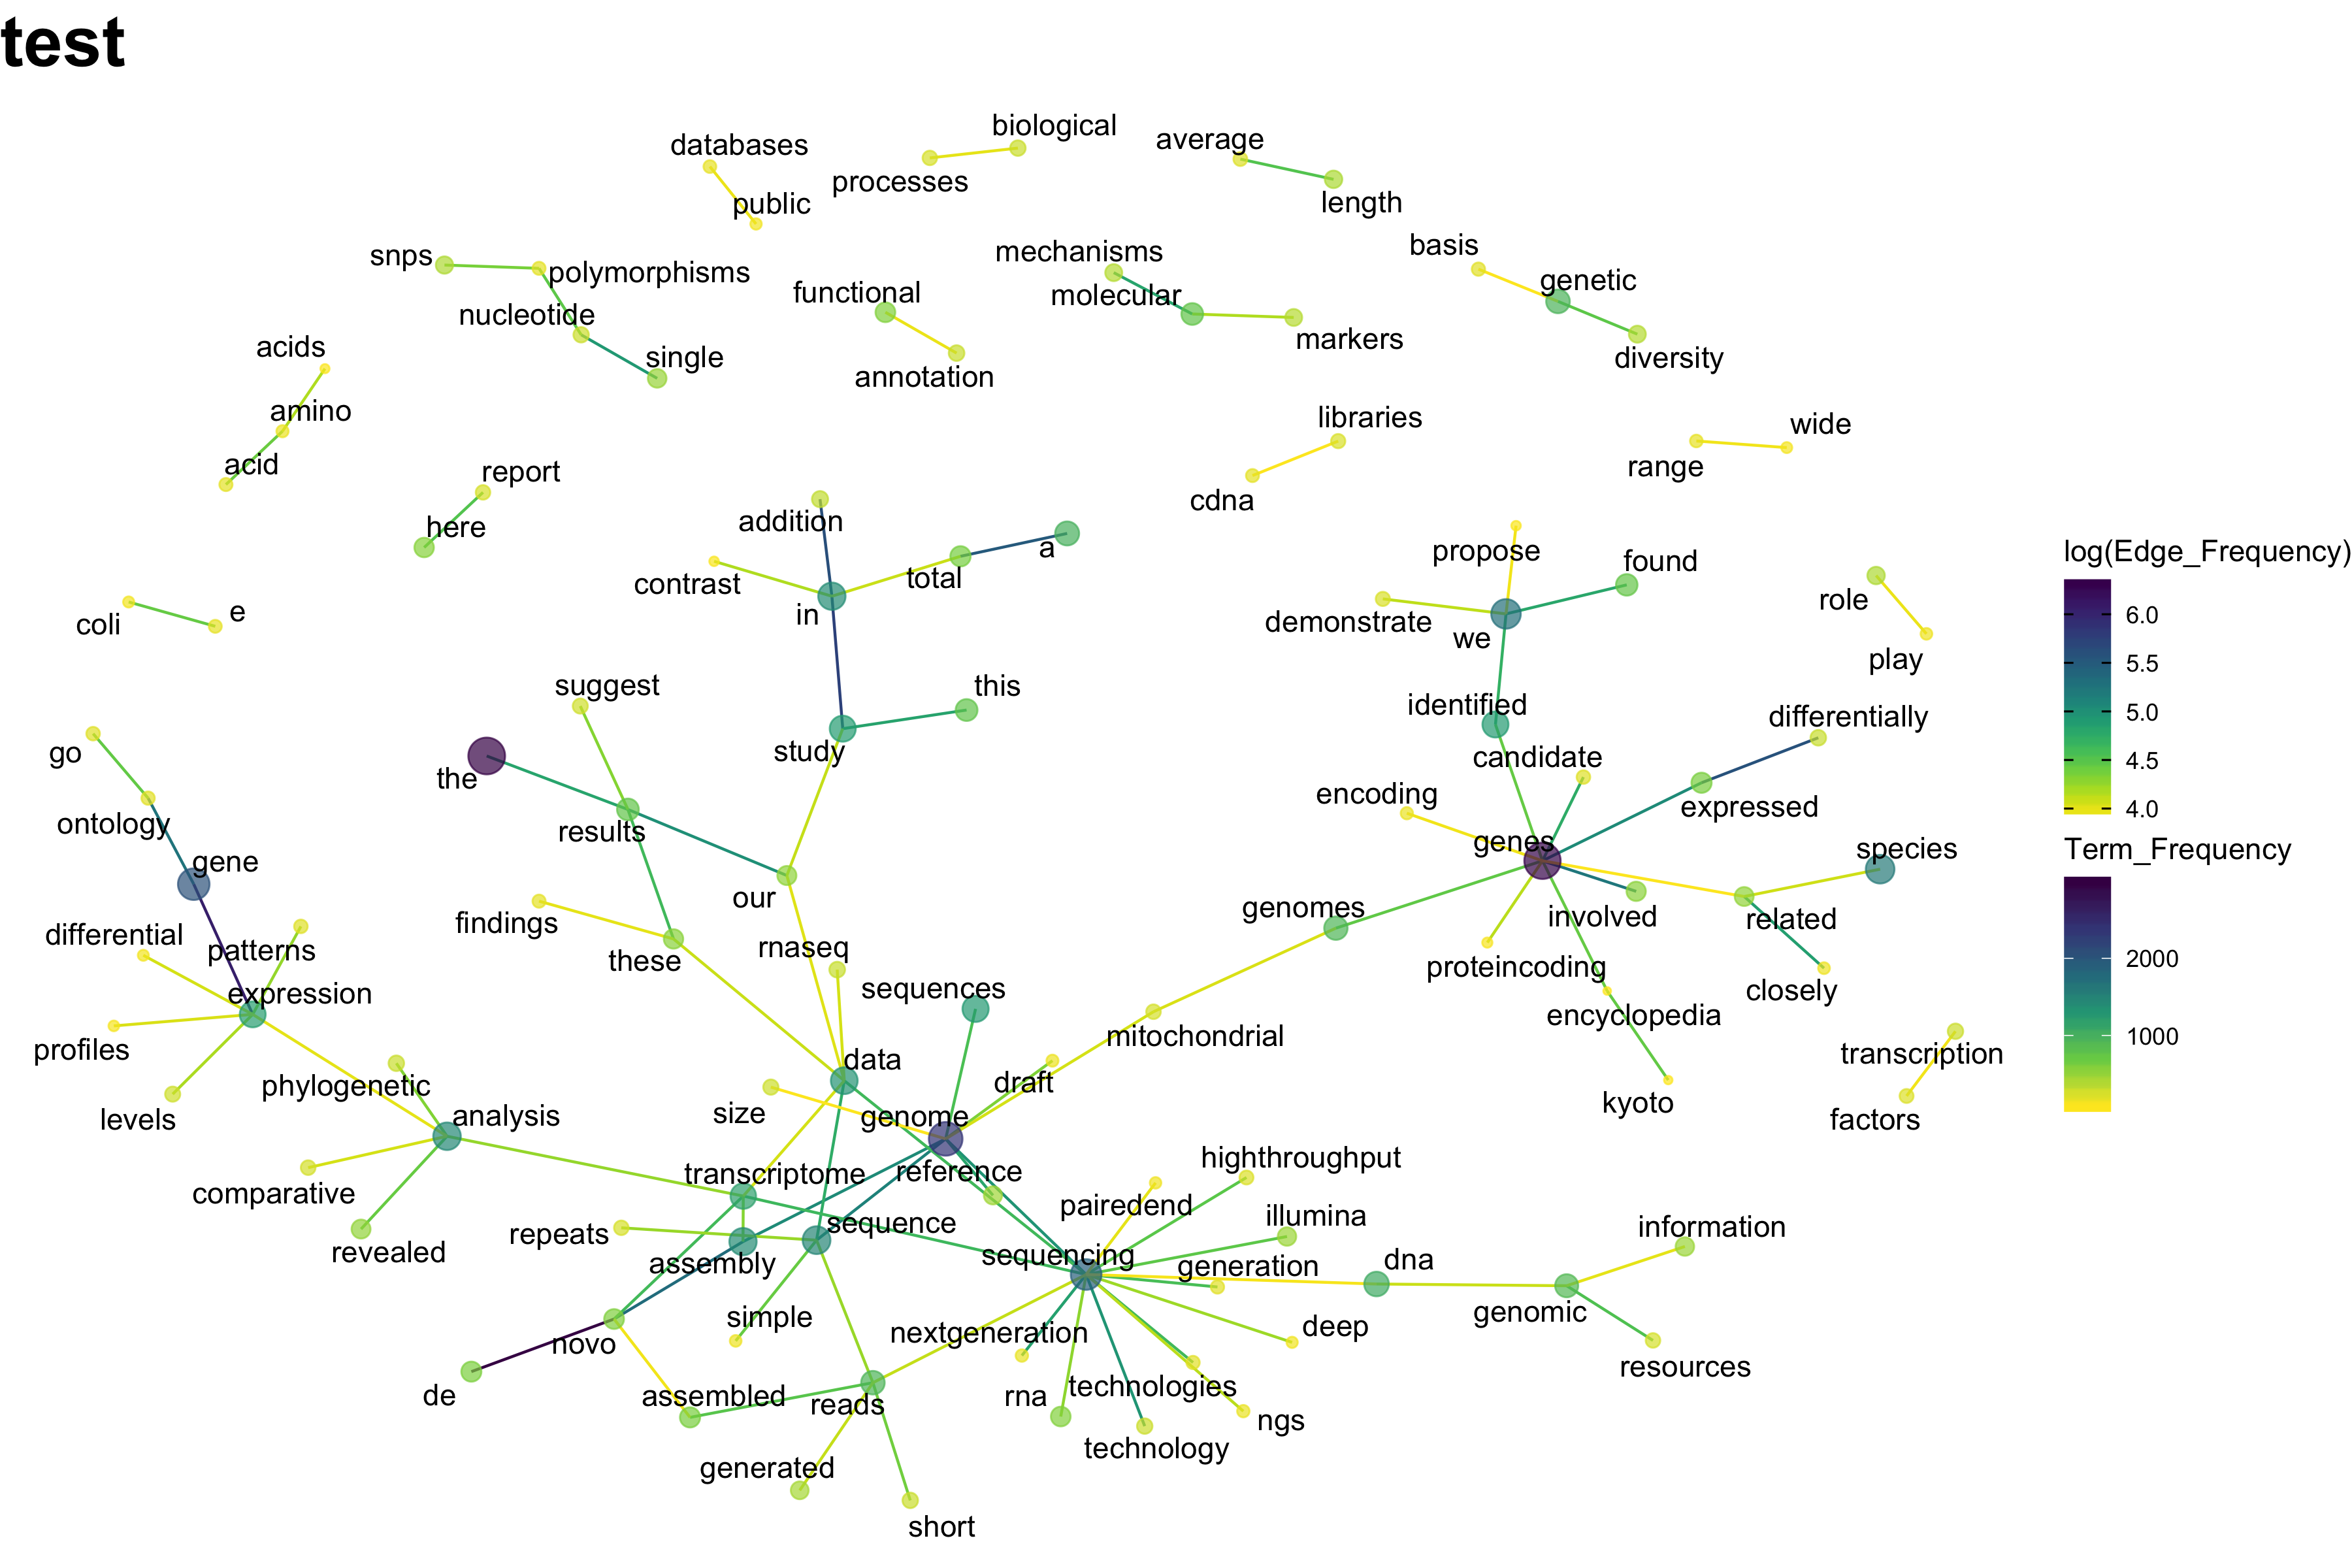 test
biological
average
databases
processes
public
length
basis
mechanisms
snps
polymorphisms
genetic
functional
molecular
nucleotide
markers
acids
single
diversity
annotation
amino
libraries
wide
acid
report
range
cdna
here
addition
a
propose
found
log(Edge_Frequency)
contrast
total
role
6.0
coli
e
in
demonstrate
we
play
5.5
suggest
this
identified
differentially
5.0
go
the
study
candidate
4.5
ontology
results
encoding
expressed
4.0
gene
genes
species
Term_Frequency
our
genomes
involved
related
findings
differential
patterns
rnaseq
these
proteincoding
2000
expression
sequences
closely
encyclopedia
profiles
mitochondrial
1000
data
transcription
phylogenetic
draft
levels
size
kyoto
analysis
genome
factors
highthroughput
transcriptome
reference
comparative
pairedend
illumina
repeats
sequence
information
revealed
assembly
sequencing
generation
dna
simple
genomic
novo
nextgeneration
deep
resources
de
assembled
reads
rna
technologies
ngs
technology
generated
short